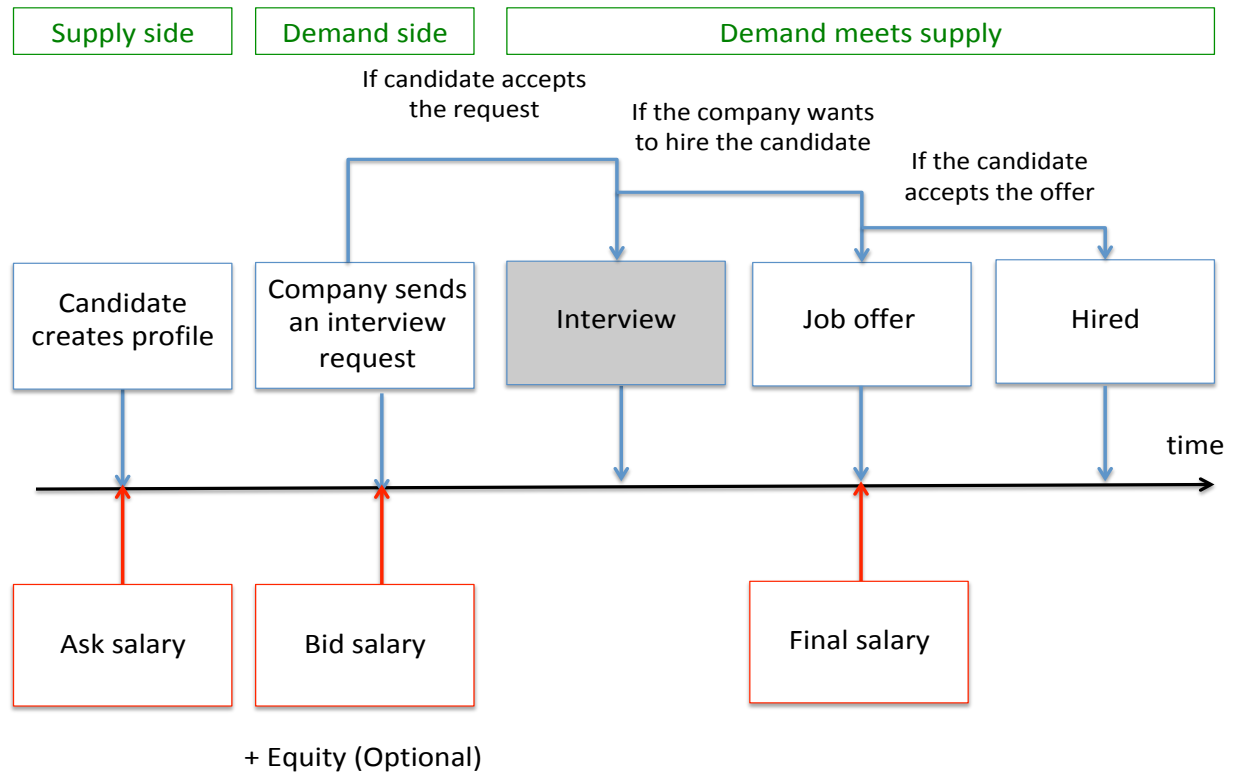 Supply side
Demand side
Demand meets supply
If candidate accepts
the request
If the company wants
to hire the candidate
If the candidate
accepts the offer
Candidate
creates profile
Company sends
an interview
request
Interview
Job offer
Hired
time
Ask salary
Bid salary
Final salary
+ Equity (Optional)